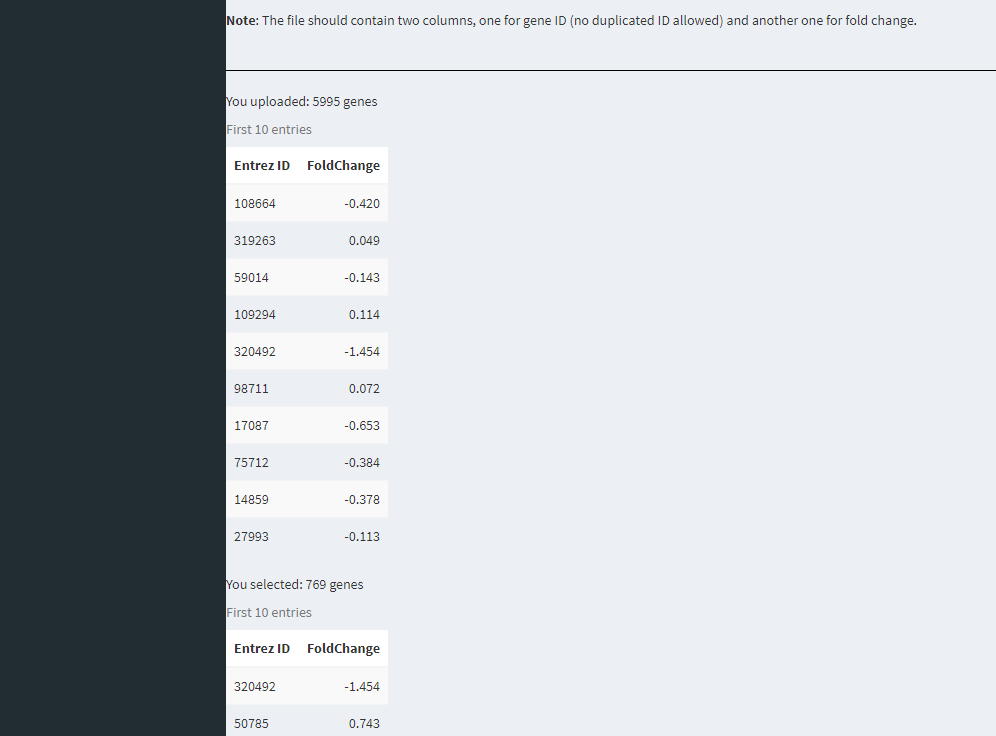 Note: The file should contain two columns, one for gene ID (no duplicated ID allowed) and another one for fold change.
You uploaded: 5995 genes
First 10 entries
Entrez ID FoldChange
108664 -0.420
319263 0.049
59014 -0.143
109294 0.114
320492 -1.454
98711 0.072
17087 -0.653
75712 -0.384
14859 -0.378
27993 -0.113
You selected: 769 genes
First 10 entries
Entrez ID FoldChange
320492 -1.454
50785 0.743